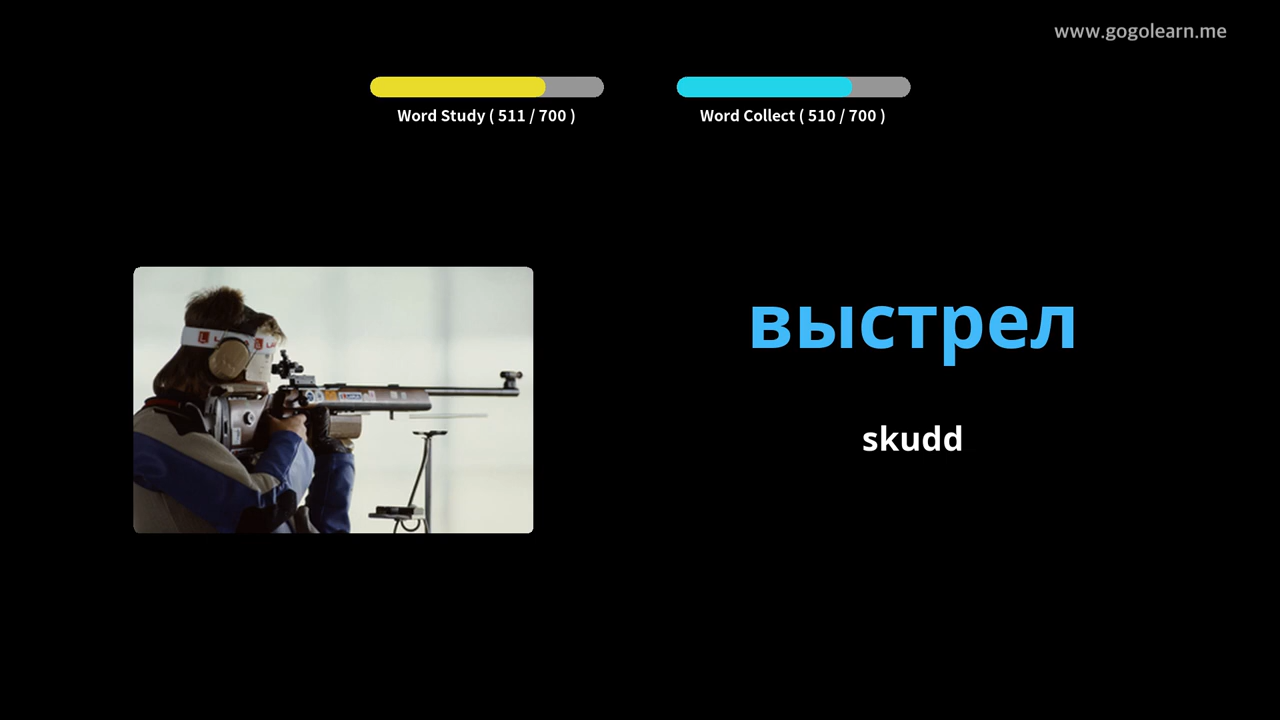 www.gogolearn.me
Word Study ( 511 / 700 )
Word Collect ( 510 / 700 )
выстрел
skudd